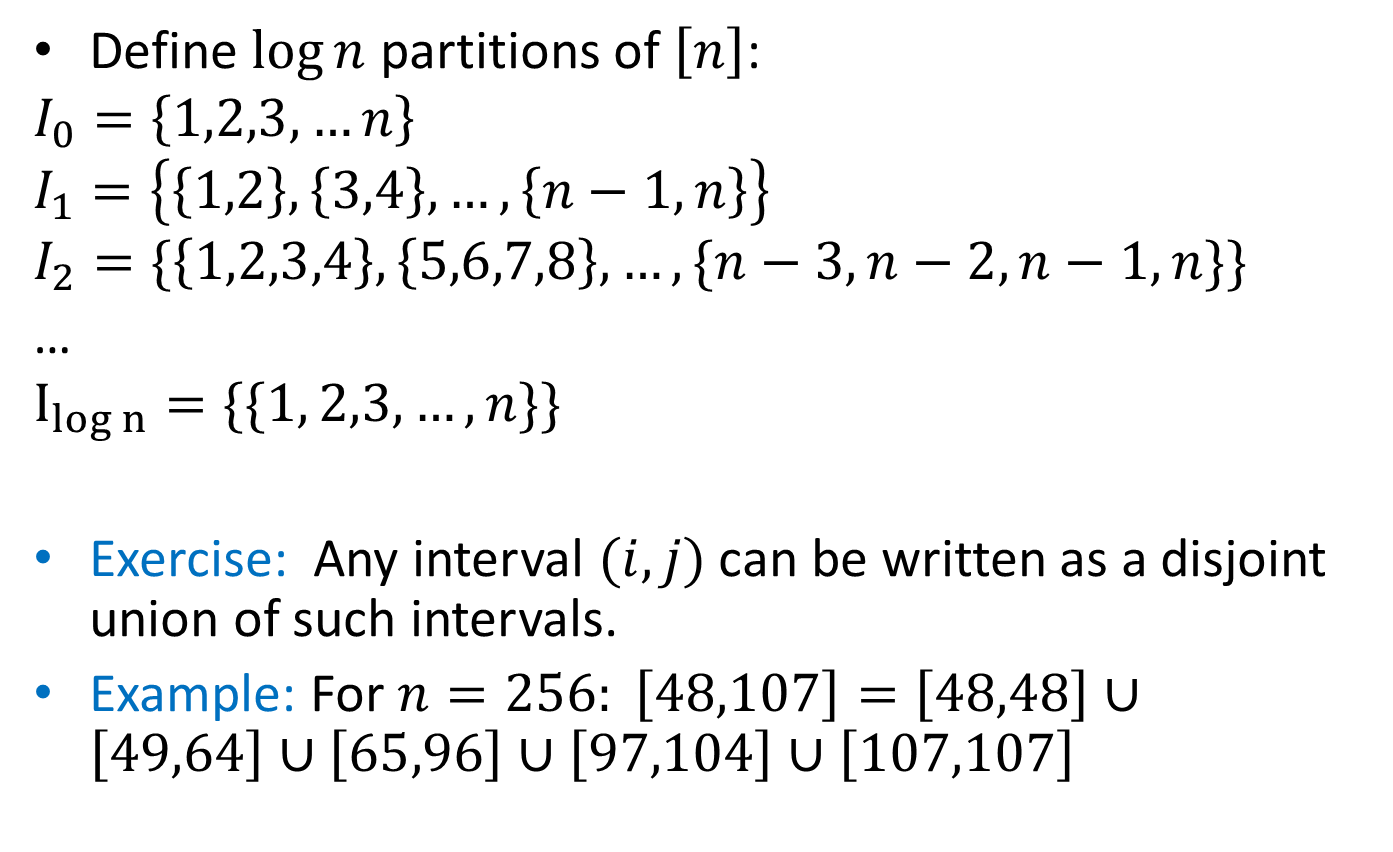 • Define log n partitions of [n]:
I₀ = {1,2,3, … n}
I₁ = {{1,2}, {3,4}, … , {n − 1, n}}
I₂ = {{1,2,3,4}, {5,6,7,8}, … , {n − 3, n − 2, n − 1, n}}
…
I_log n = {{1, 2,3, … , n}}
• Exercise: Any interval (i, j) can be written as a disjoint
union of such intervals.
• Example: For n = 256: [48,107] = [48,48] ∪
[49,64] ∪ [65,96] ∪ [97,104] ∪ [107,107]